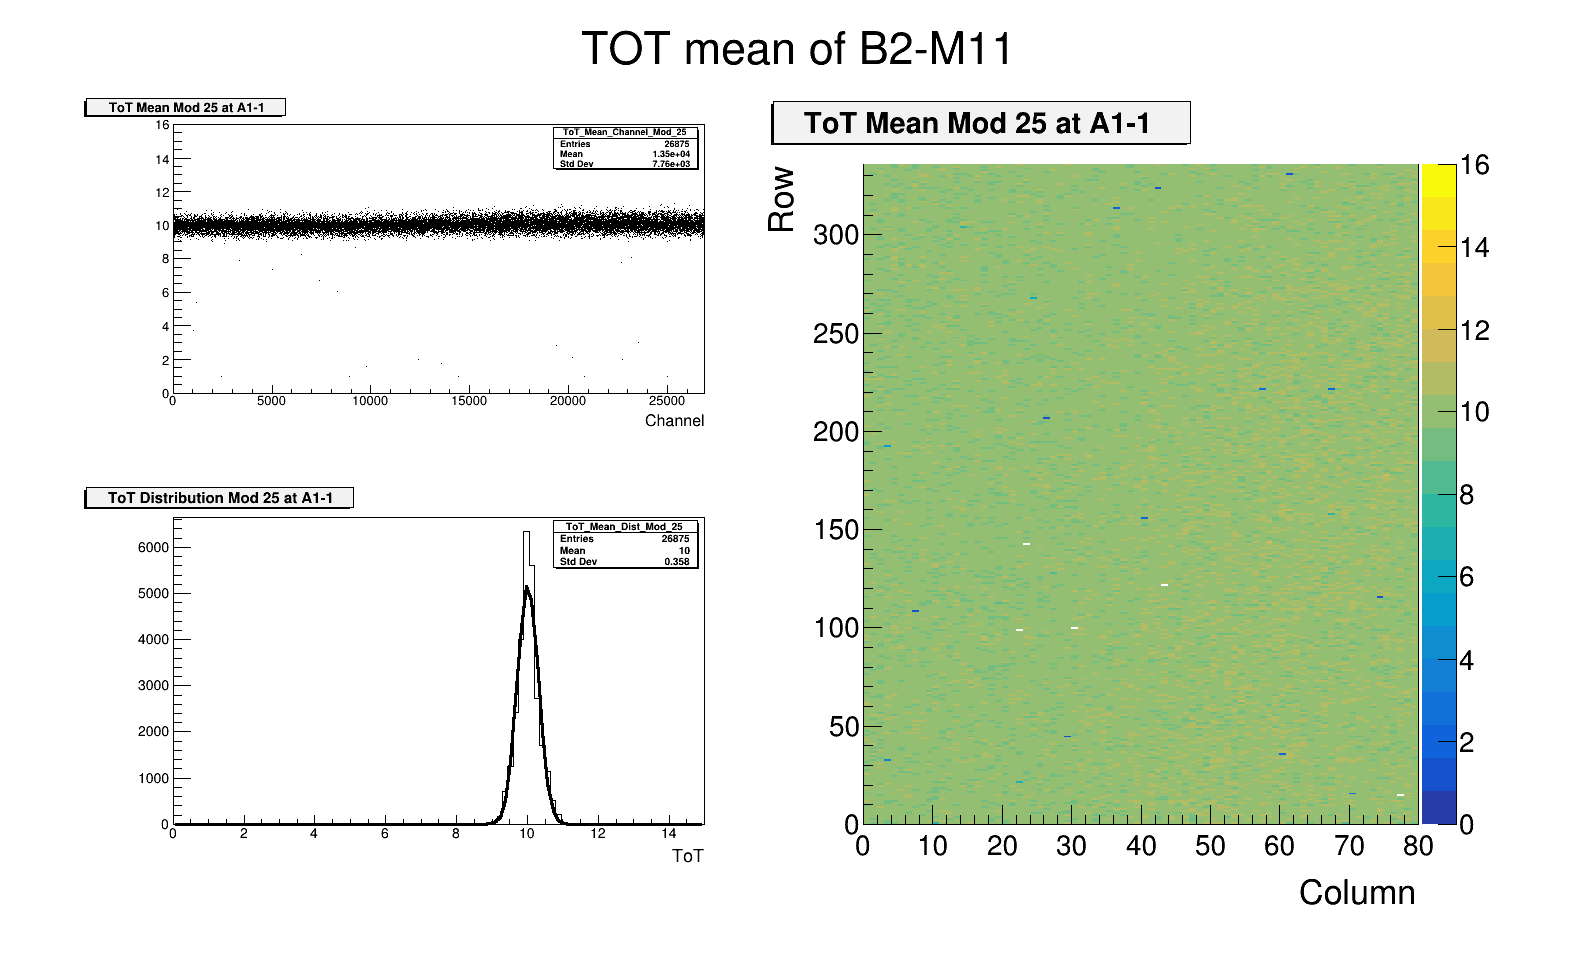 TOT mean of B2-M11
ToT Mean Mod 25 at A1-1
ToT_Mean_Channel_Mod_25
Entries 26875
Mean 1.35e+04
Std Dev 7.76e+03
16
14
12
10
8
6
4
2
0
0 5000 10000 15000 20000 25000
Channel
ToT Distribution Mod 25 at A1-1
ToT_Mean_Dist_Mod_25
Entries 26875
Mean 10
Std Dev 0.358
6000
5000
4000
3000
2000
1000
0
0 2 4 6 8 10 12 14
ToT
ToT Mean Mod 25 at A1-1
Row
300
250
200
150
100
50
0
0 10 20 30 40 50 60 70 80
Column
16
14
12
10
8
6
4
2
0